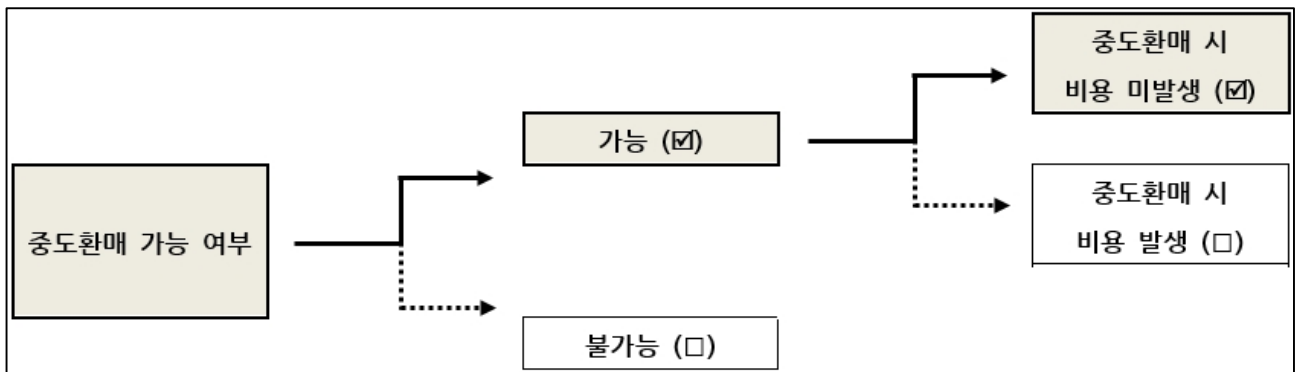 중도환매 가능 여부
가능 (☑)
불가능 (□)
중도환매 시
비용 미발생 (☑)
중도환매 시
비용 발생 (□)